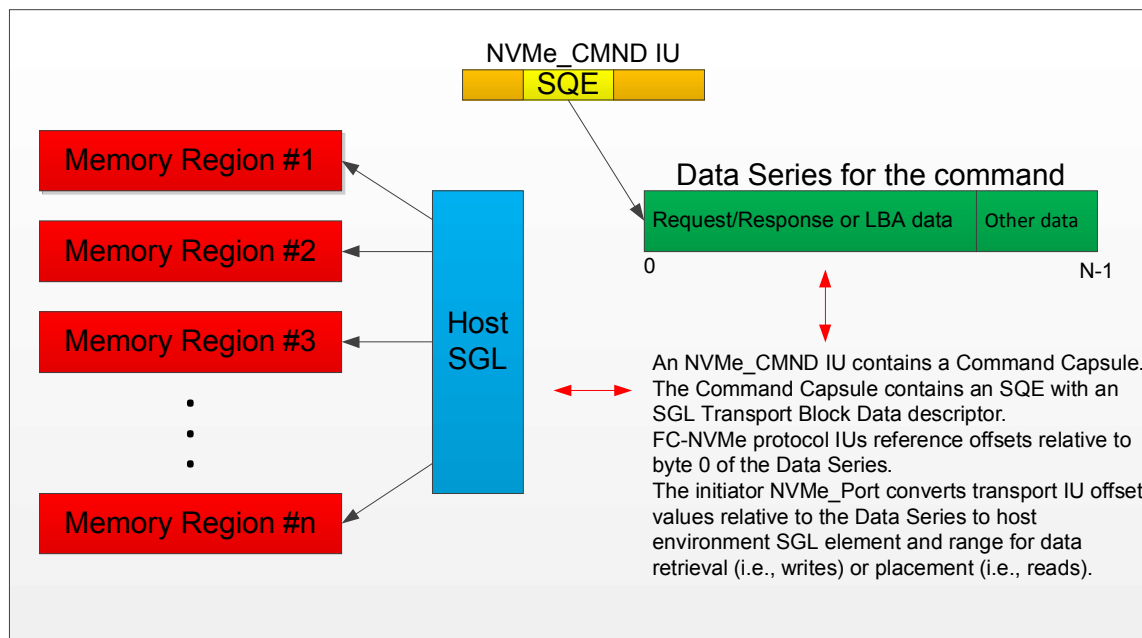 NVMe_CMND IU
SQE
Memory Region #1
Memory Region #2
Memory Region #3
Memory Region #n
Host
SGL
Data Series for the command
Request/Response or LBA data
Other data
0
N-1
An NVMe_CMND IU contains a Command Capsule.
The Command Capsule contains an SQE with an
SGL Transport Block Data descriptor.
FC-NVMe protocol IUs reference offsets relative to
byte 0 of the Data Series.
The initiator NVMe_Port converts transport IU offset
values relative to the Data Series to host
environment SGL element and range for data
retrieval (i.e., writes) or placement (i.e., reads).